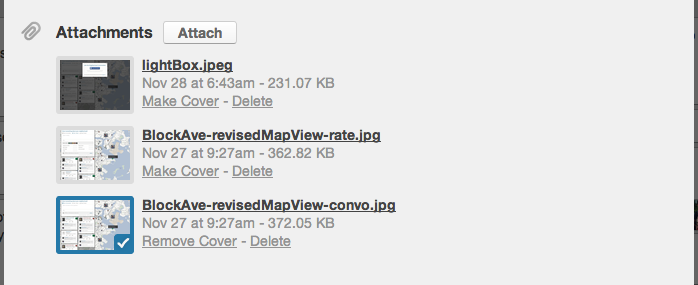 Attachments Attach
lightBox.jpeg
Nov 28 at 6:43am - 231.07 KB
Make Cover - Delete
BlockAve-revisedMapView-rate.jpg
Nov 27 at 9:27am - 362.82 KB
Make Cover - Delete
BlockAve-revisedMapView-convo.jpg
Nov 27 at 9:27am - 372.05 KB
Remove Cover - Delete